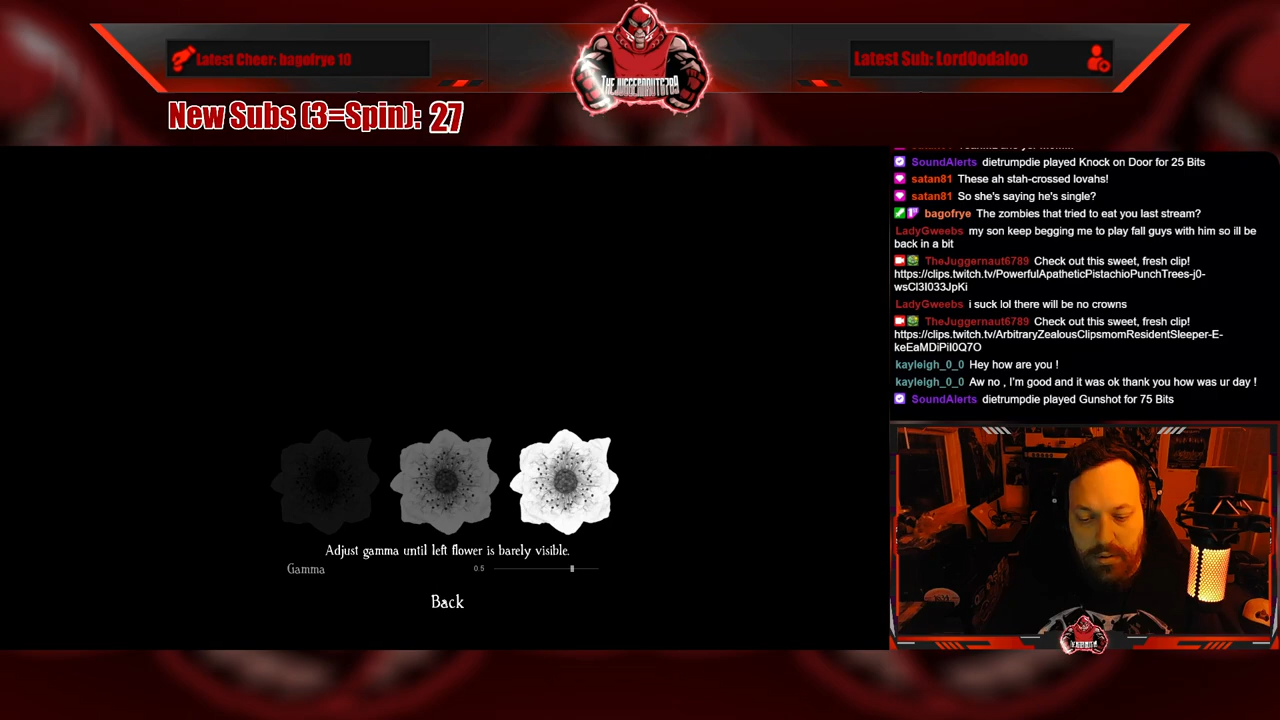 Latest Cheer: bagofrye 10
Latest Sub: LordOodaloo
TheJuggernaut6789
New Subs (3=Spin): 27
SoundAlerts dietrumpdie played Knock on Door for 25 Bits
satan81 These ah stah-crossed lovahs!
satan81 So she's saying he's single?
bagofrye The zombies that tried to eat you last stream?
LadyGweebs my son keep begging me to play fall guys with him so ill be
back in a bit
TheJuggernaut6789 Check out this sweet, fresh clip!
https://clips.twitch.tv/PowerfulApatheticPistachioPunchTrees-j0-
wsCl3I033JpKi
LadyGweebs i suck lol there will be no crowns
TheJuggernaut6789 Check out this sweet, fresh clip!
https://clips.twitch.tv/ArbitraryZealousClipsmomResidentSleeper-E-
keEaMDiPiI0Q7O
kayleigh_0_0 Hey how are you !
kayleigh_0_0 Aw no , I'm good and it was ok thank you how was ur day !
SoundAlerts dietrumpdie played Gunshot for 75 Bits
Adjust gamma until left flower is barely visible.
Gamma 0.5
Back